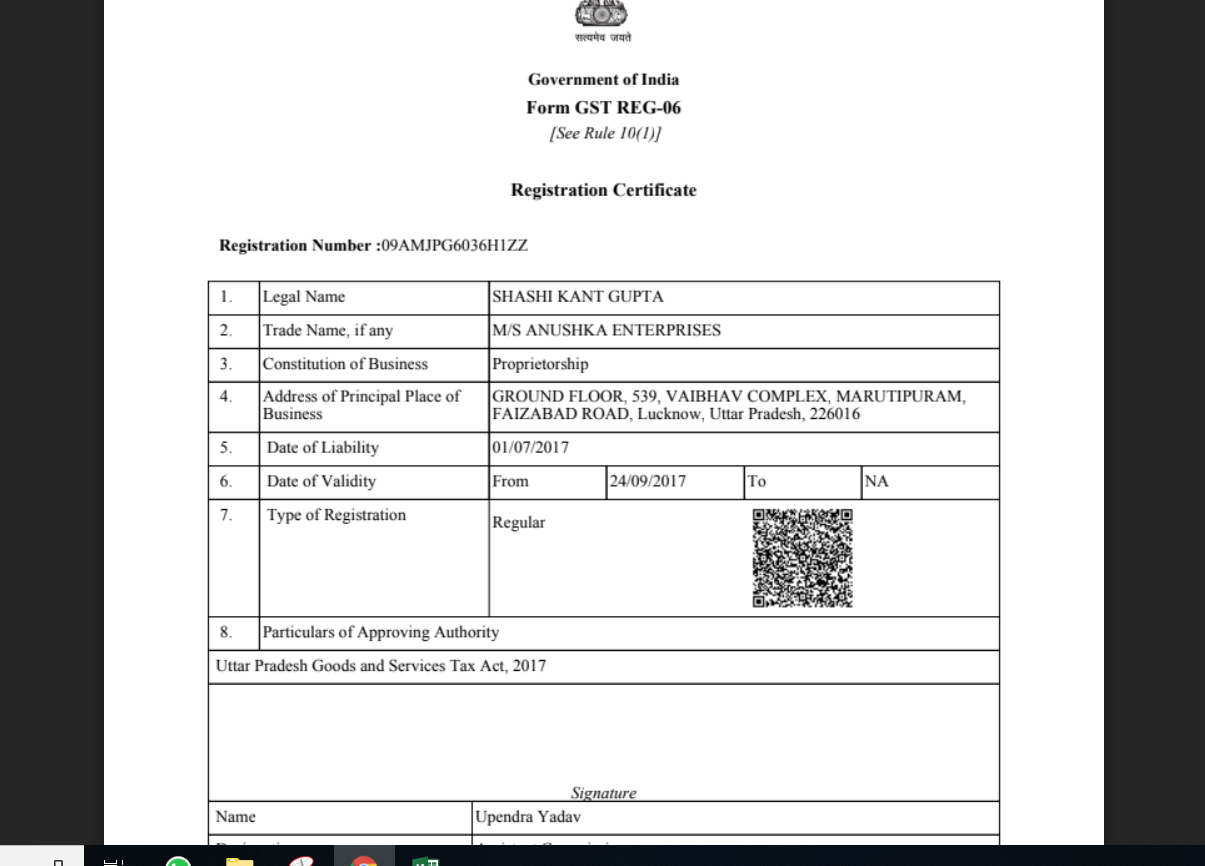 सत्यमेव जयते
Government of India
Form GST REG-06
[See Rule 10(1)]
Registration Certificate
Registration Number :09AMJPG6036H1ZZ
1. Legal Name SHASHI KANT GUPTA
2. Trade Name, if any M/S ANUSHKA ENTERPRISES
3. Constitution of Business Proprietorship
4. Address of Principal Place of GROUND FLOOR, 539, VAIBHAV COMPLEX, MARUTIPURAM,
Business FAIZABAD ROAD, Lucknow, Uttar Pradesh, 226016
5. Date of Liability 01/07/2017
6. Date of Validity From 24/09/2017 To NA
7. Type of Registration Regular
8. Particulars of Approving Authority
Uttar Pradesh Goods and Services Tax Act, 2017
Signature
Name Upendra Yadav